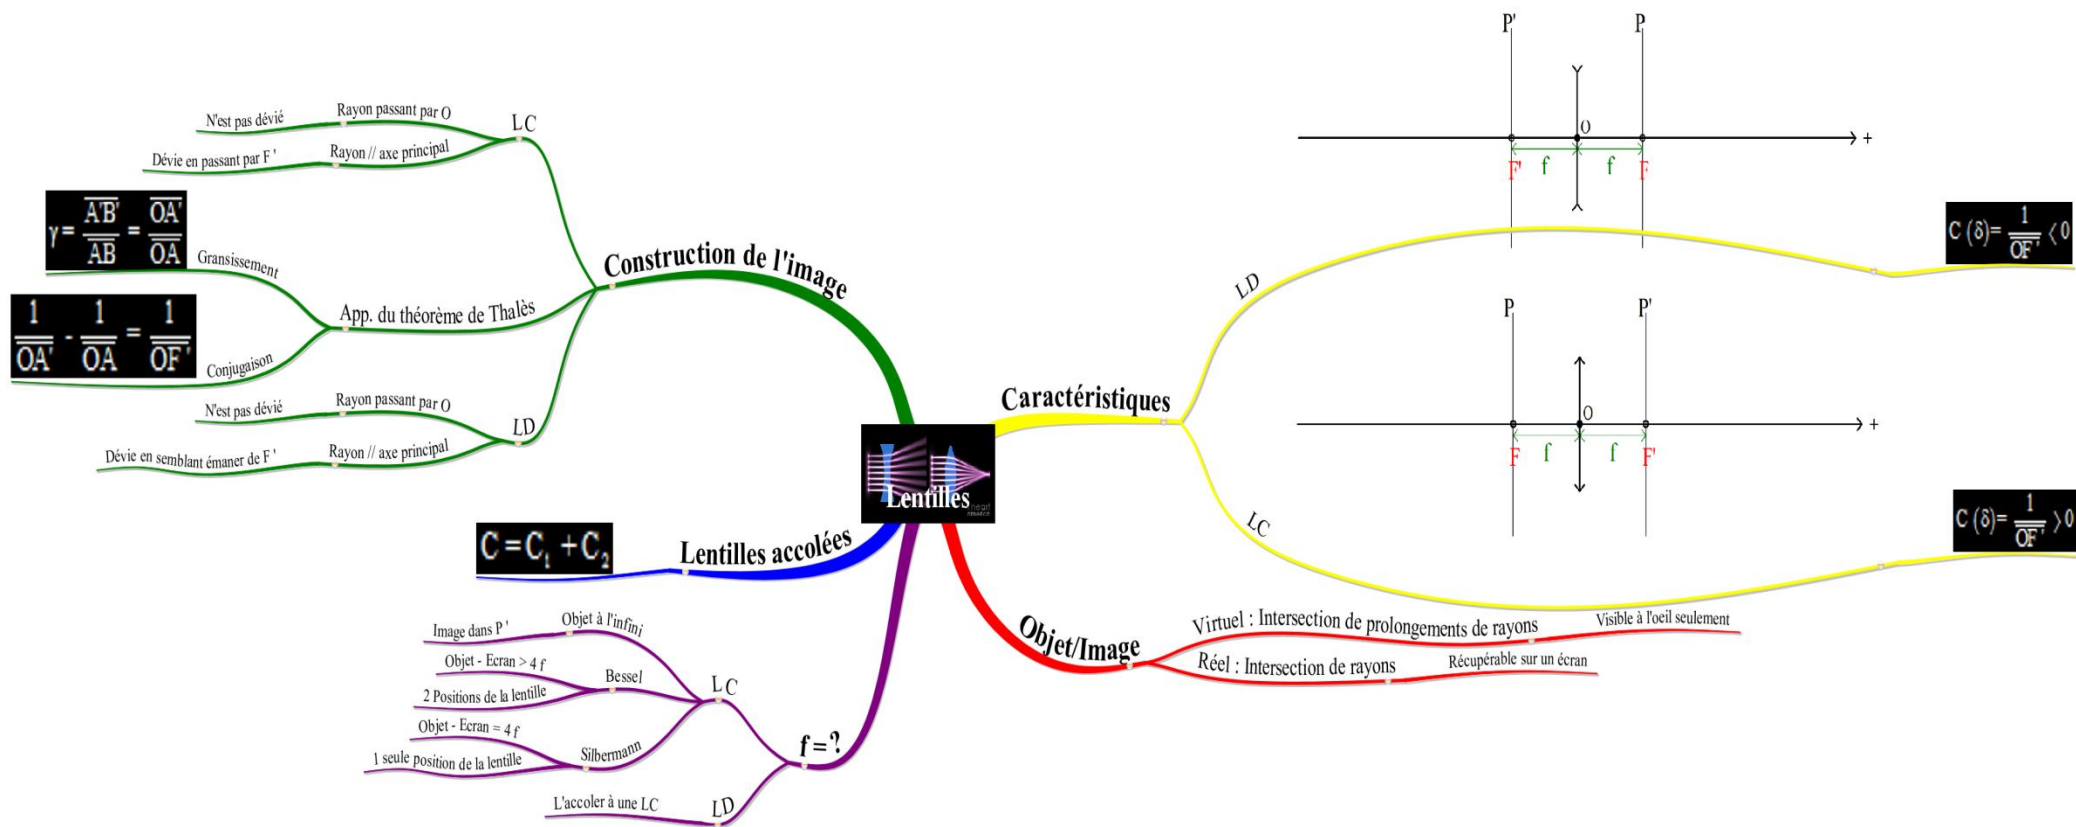 Lentilles
Construction de l'image
LC
Rayon passant par O
N'est pas dévié
Rayon // axe principal
Dévie en passant par F '
App. du théorème de Thalès
Gransissement
γ = A'B' / AB = OA' / OA
Conjugaison
1 / OA' - 1 / OA = 1 / OF '
LD
Rayon passant par O
N'est pas dévié
Rayon // axe principal
Dévie en semblant émaner de F '
Lentilles accolées
C = C₁ + C₂
f = ?
LC
Objet à l'infini
Image dans P '
Bessel
Objet - Ecran > 4 f
2 Positions de la lentille
Silbermann
Objet - Ecran = 4 f
1 seule position de la lentille
LD
L'accoler à une LC
Caractéristiques
LD
P' P
O +
F' f f F
C (δ) = 1 / OF' < 0
LC
P P'
O +
F f f F'
C (δ) = 1 / OF' > 0
Objet/Image
Virtuel : Intersection de prolongements de rayons
Visible à l'oeil seulement
Réel : Intersection de rayons
Récupérable sur un écran